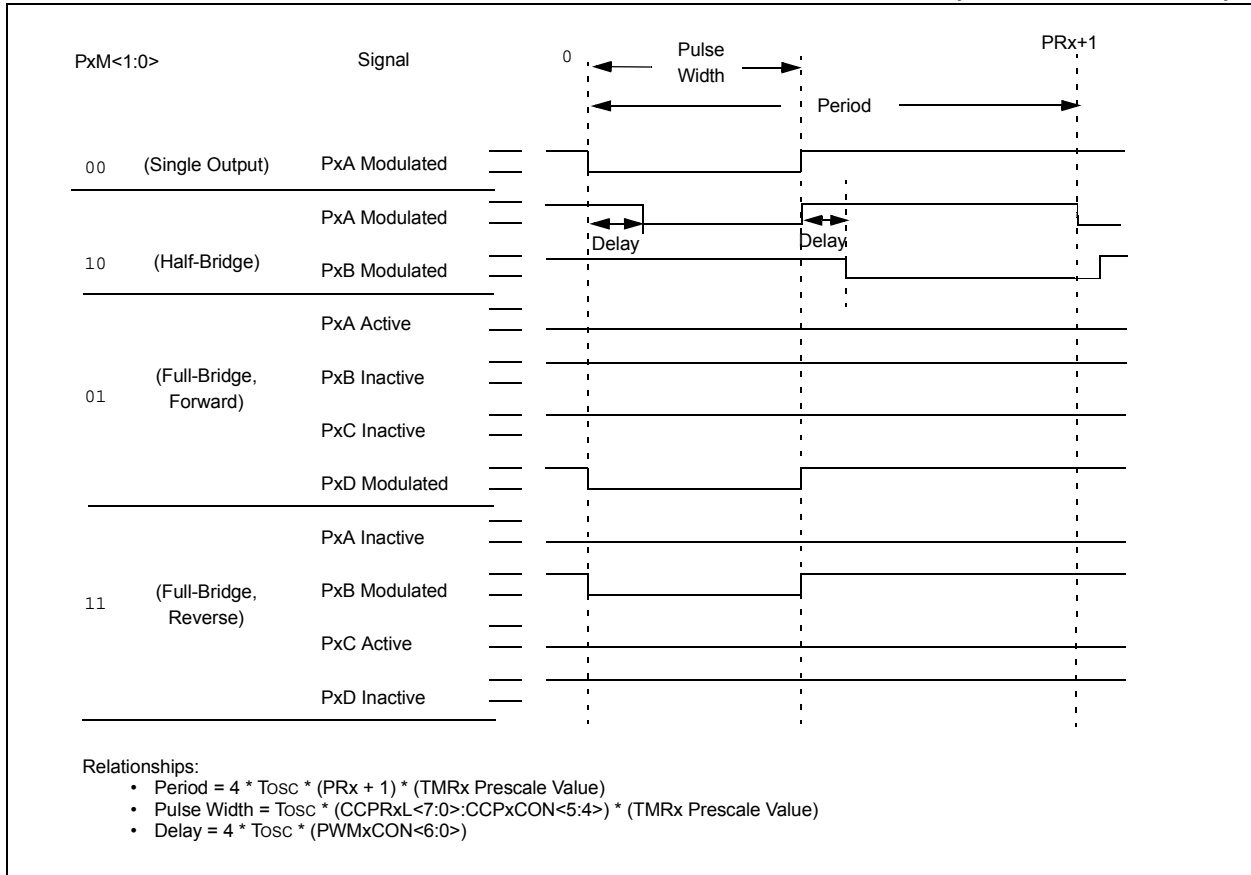 PxM<1:0>
Signal
0
Pulse
Width
PRx+1
Period
00 (Single Output) PxA Modulated
PxA Modulated
Delay
Delay
10 (Half-Bridge) PxB Modulated
PxA Active
01 (Full-Bridge,
Forward)
PxB Inactive
PxC Inactive
PxD Modulated
PxA Inactive
11 (Full-Bridge,
Reverse)
PxB Modulated
PxC Active
PxD Inactive
Relationships:
• Period = 4 * TOSC * (PRx + 1) * (TMRx Prescale Value)
• Pulse Width = TOSC * (CCPRxL<7:0>:CCPxCON<5:4>) * (TMRx Prescale Value)
• Delay = 4 * TOSC * (PWMxCON<6:0>)